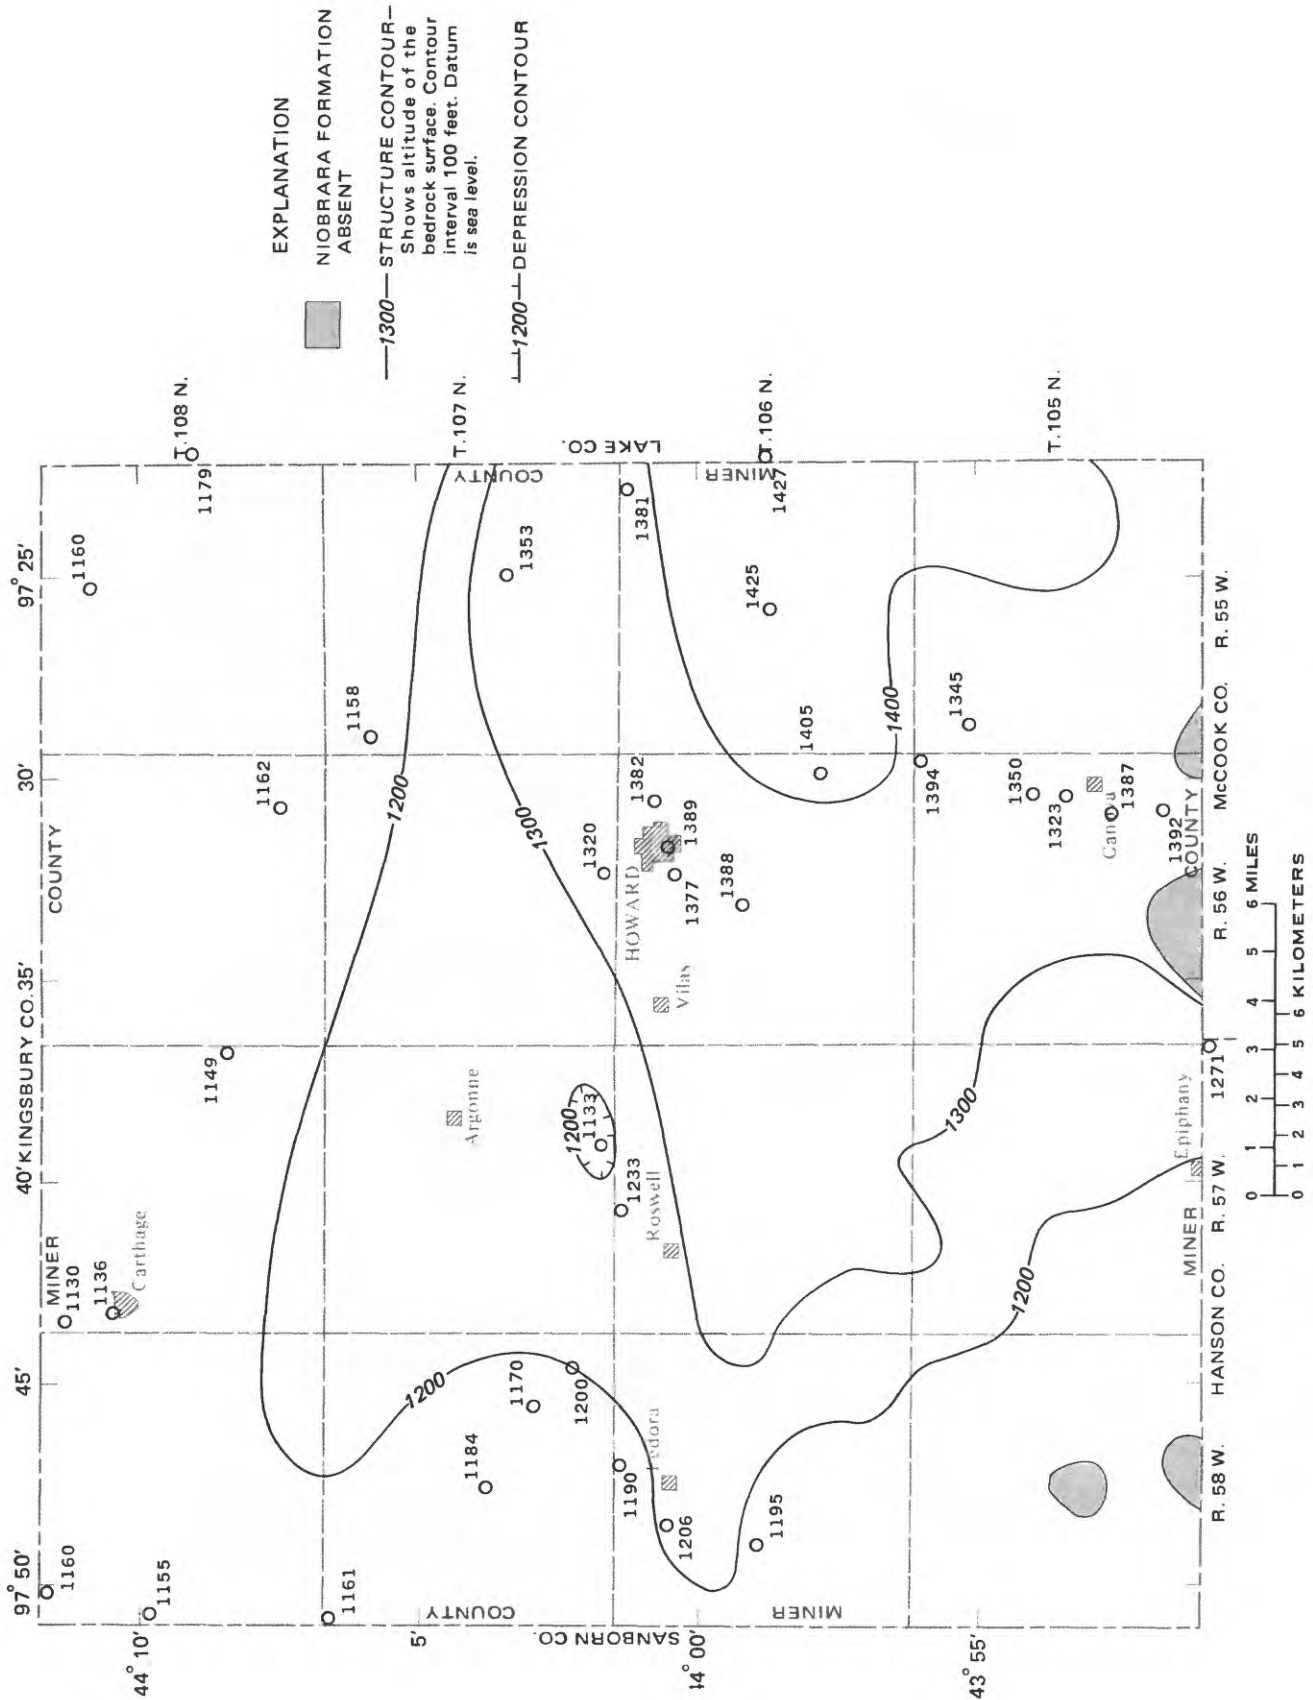 97° 50'
45'
40'
KINGSBURY CO.
35'
30'
97° 25'
MINER
COUNTY
44° 10'
5'
44° 00'
43° 55'
SANBORN CO.
COUNTY
MINER
LAKE CO.
COUNTY
MINER
T. 108 N.
T. 107 N.
T. 106 N.
T. 105 N.
1160
1155
1161
1130
1136
Carthage
1149
1162
1158
1160
1179
1200
1200
1184
1170
1200
1190
Fedora
1206
1195
Argonne
1200
1133
1233
Roswell
1300
1353
1320
HOWARD
Vilas
1382
1389
1377
1388
1381
1427
1425
1405
1400
1394
1345
1350
1323
Canova
1387
1392
1300
1200
Epiphany
1271
MINER
COUNTY
HANSON CO.
McCOOK CO.
R. 58 W.
R. 57 W.
R. 56 W.
R. 55 W.
0 1 2 3 4 5 6 MILES
0 1 2 3 4 5 6 KILOMETERS
EXPLANATION
NIOBRARA FORMATION
ABSENT
—1300— STRUCTURE CONTOUR—
Shows altitude of the
bedrock surface. Contour
interval 100 feet. Datum
is sea level.
1200 DEPRESSION CONTOUR